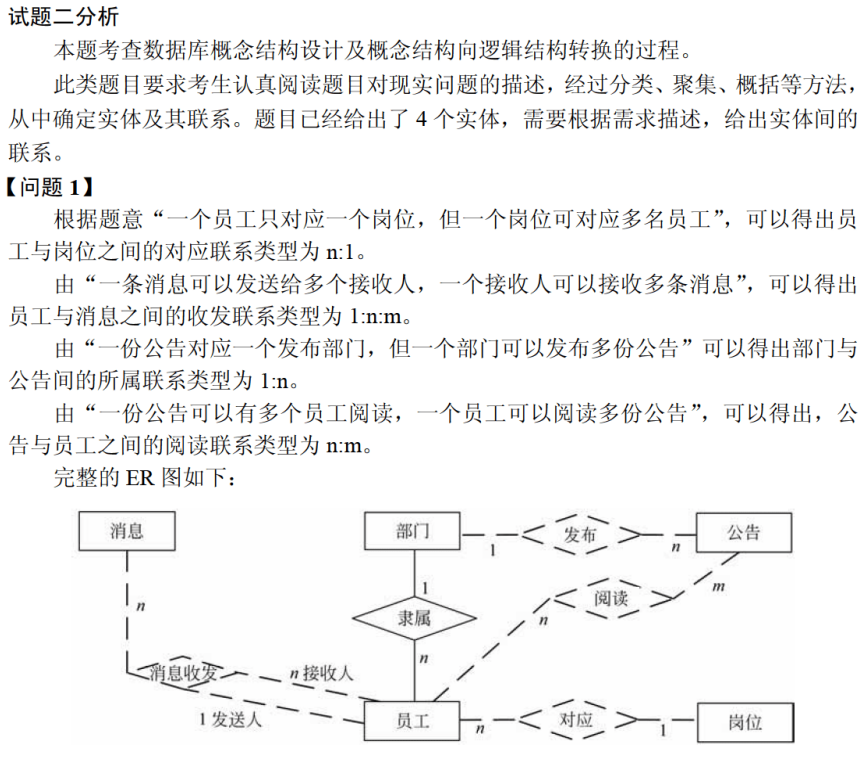 试题二分析
本题考查数据库概念结构设计及概念结构向逻辑结构转换的过程。
此类题目要求考生认真阅读题目对现实问题的描述，经过分类、聚集、概括等方法，
从中确定实体及其联系。题目已经给出了 4 个实体，需要根据需求描述，给出实体间的
联系。
【问题 1】
根据题意“一个员工只对应一个岗位，但一个岗位可对应多名员工”，可以得出员
工与岗位之间的对应联系类型为 n:1。
由“一条消息可以发送给多个接收人，一个接收人可以接收多条消息”，可以得出
员工与消息之间的收发联系类型为 1:n:m。
由“一份公告对应一个发布部门，但一个部门可以发布多份公告”可以得出部门与
公告间的所属联系类型为 1:n。
由“一份公告可以有多个员工阅读，一个员工可以阅读多份公告”，可以得出，公
告与员工之间的阅读联系类型为 n:m。
完整的 ER 图如下：
消息 部门 1 发布 n 公告
n 1 n 阅读 m
隶属
消息收发 n 接收人 n
1 发送人 员工 n 对应 1 岗位